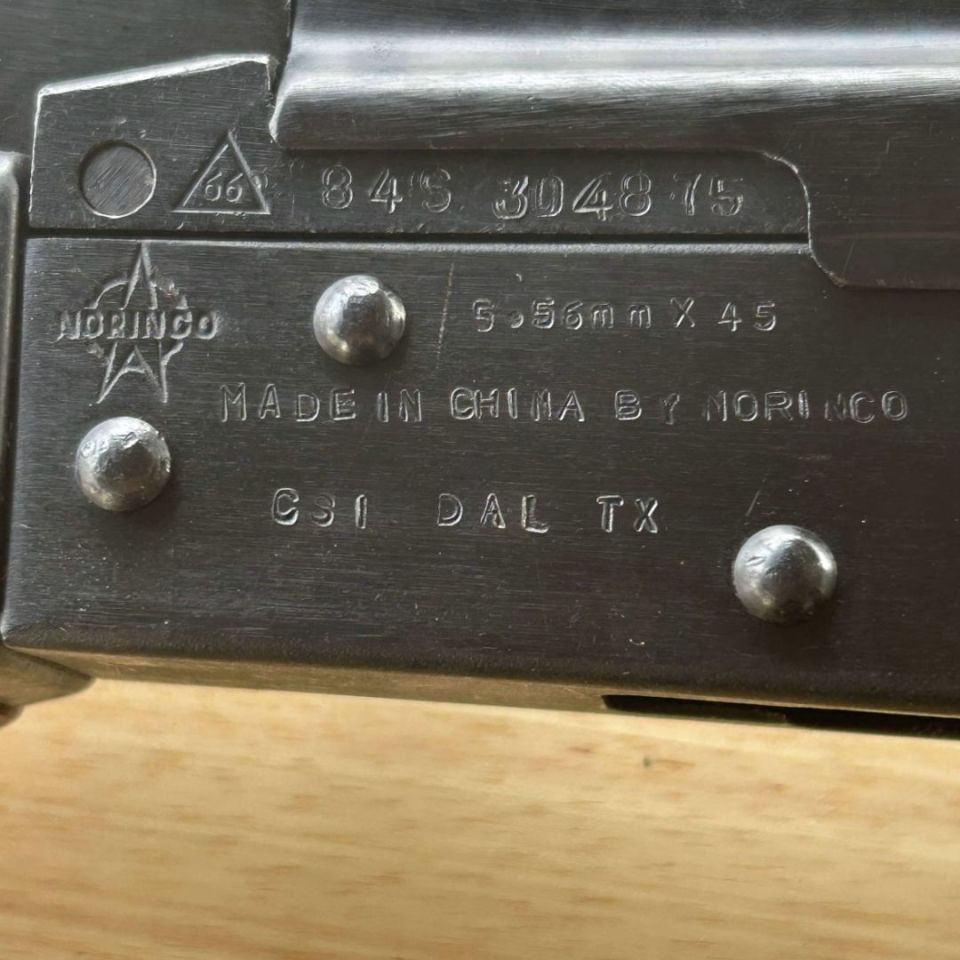 66 84S 304875
NORINCO 5.56mm X 45
MADE IN CHINA BY NORINCO
CSI DAL TX